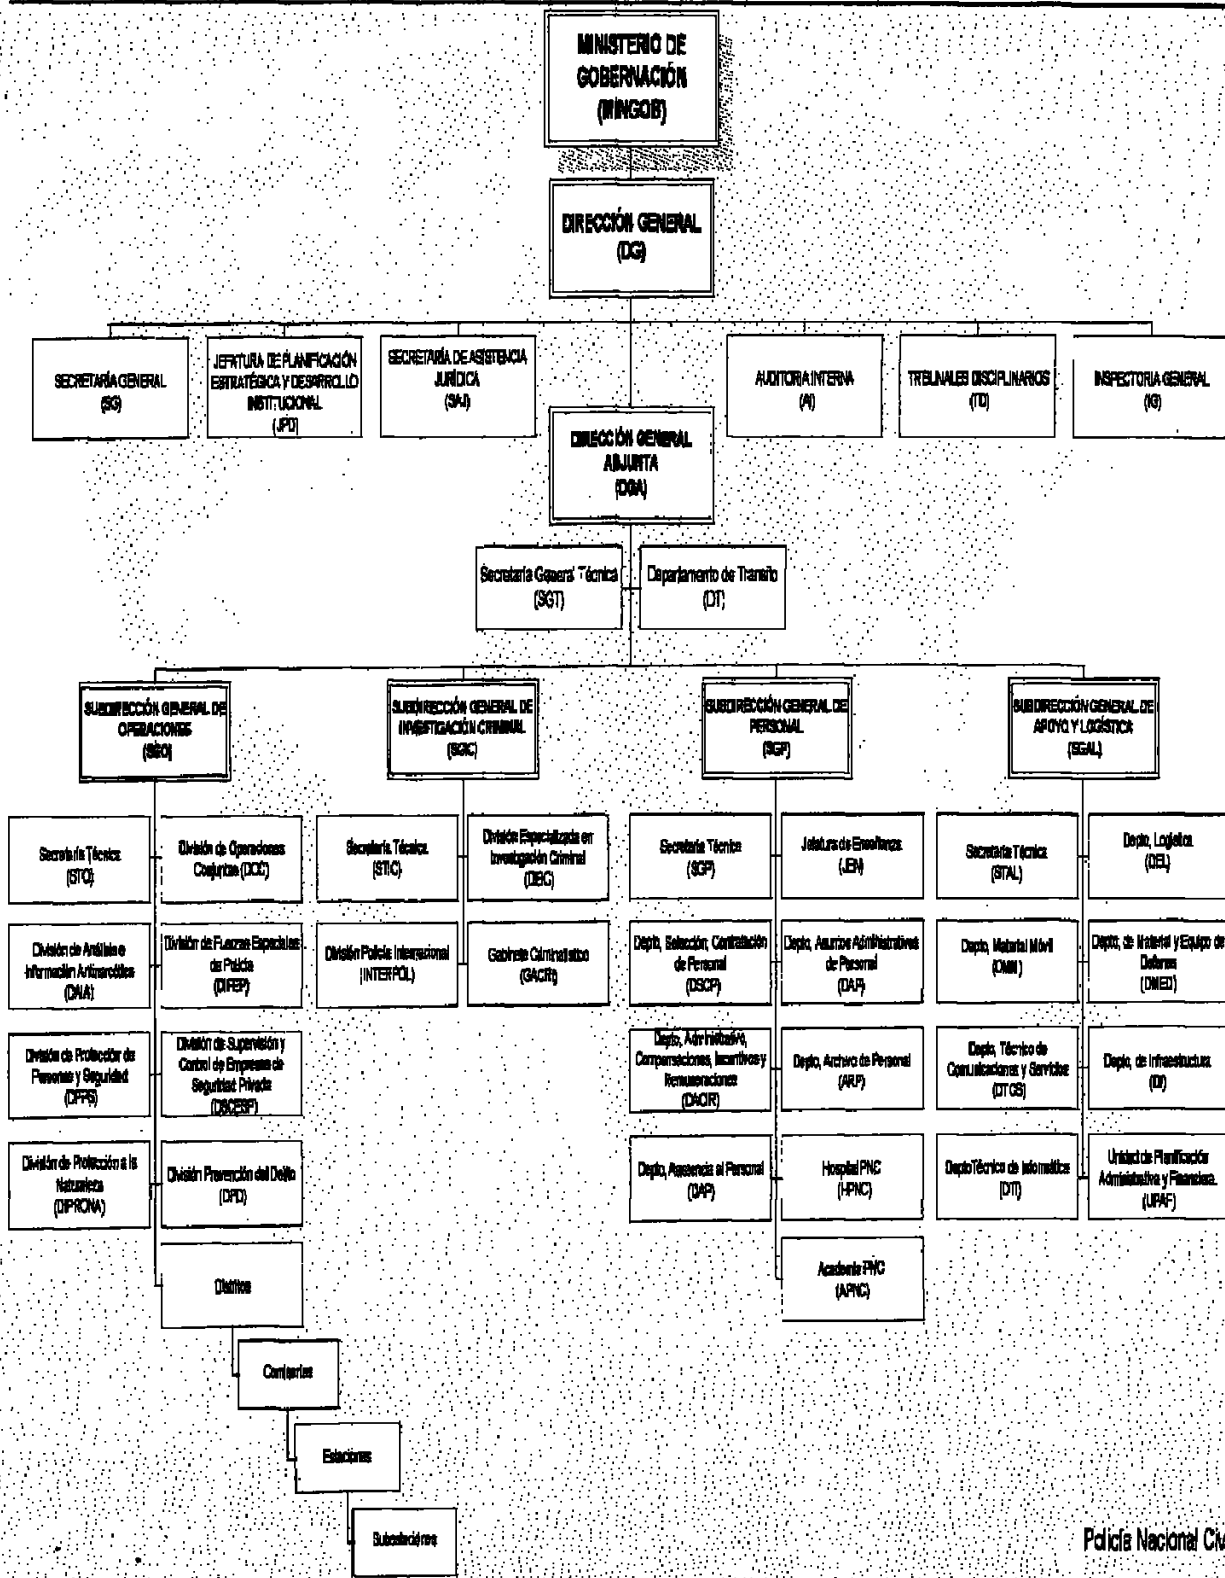 MINISTERIO DE
GOBERNACIÓN
(MINGOB)
DIRECCIÓN GENERAL
(DG)
SECRETARÍA GENERAL
(SG)
JEFATURA DE PLANIFICACIÓN
ESTRATÉGICA Y DESARROLLO
INSTITUCIONAL
(JPD)
SECRETARÍA DE ASISTENCIA
JURÍDICA
(SAJ)
AUDITORIA INTERNA
(AI)
TRIBUNALES DISCIPLINARIOS
(TD)
INSPECTORIA GENERAL
(IG)
DIRECCIÓN GENERAL
ADJUNTA
(DGA)
Secretaría General Técnica
(SGT)
Departamento de Transito
(DT)
SUBDIRECCIÓN GENERAL DE
OPERACIONES
(SGO)
SUBDIRECCIÓN GENERAL DE
INVESTIGACIÓN CRIMINAL
(SGIC)
SUBDIRECCIÓN GENERAL DE
PERSONAL
(SGP)
SUBDIRECCIÓN GENERAL DE
APOYO Y LOGÍSTICA
(SGAL)
Secretaría Técnica
(STO)
División de Operaciones
Conjuntas (DOC)
Secretaría Técnica
(STIC)
División Especializada en
Investigación Criminal
(DEIC)
Secretaría Técnica
(SGP)
Jefatura de Enseñanza
(JEN)
Secretaría Técnica
(STAL)
Depto, Logística
(DEL)
División de Análisis e
Información Antinarcótica
(DAIA)
División de Fuerzas Especiales
de Policía
(DIFEP)
División Policía Internacional
(INTERPOL)
Gabinete Criminalistico
(GACRI)
Depto, Selección, Contratación
de Personal
(DSCP)
Depto, Asuntos Administrativos
de Personal
(DAP)
Depto, Material Móvil
(DMM)
Depto, de Material y Equipo de
Defensa
(DMED)
División de Protección de
Personas y Seguridad
(DPPS)
División de Supervisión y
Control de Empresas de
Seguridad Privada
(DSCESP)
Depto, Administrativo,
Compensaciones, Incentivos y
Remuneraciones
(DACIR)
Depto, Archivo de Personal
(ARP)
Depto, Técnico de
Comunicaciones y Servicios
(DTCS)
Depto, de Infraestructura
(DI)
División de Protección a la
Naturaleza
(DIPRONA)
División Prevención del Delito
(DPD)
Depto, Asistencia al Personal
(DAP)
Hospital PNC
(HPNC)
Depto Técnico de Informática
(DTI)
Unidad de Planificación
Administrativa y Financiera.
(UPAF)
Distritos
Academia PNC
(APNC)
Comisarías
Estaciones
Subestaciones
Policía Nacional Civ